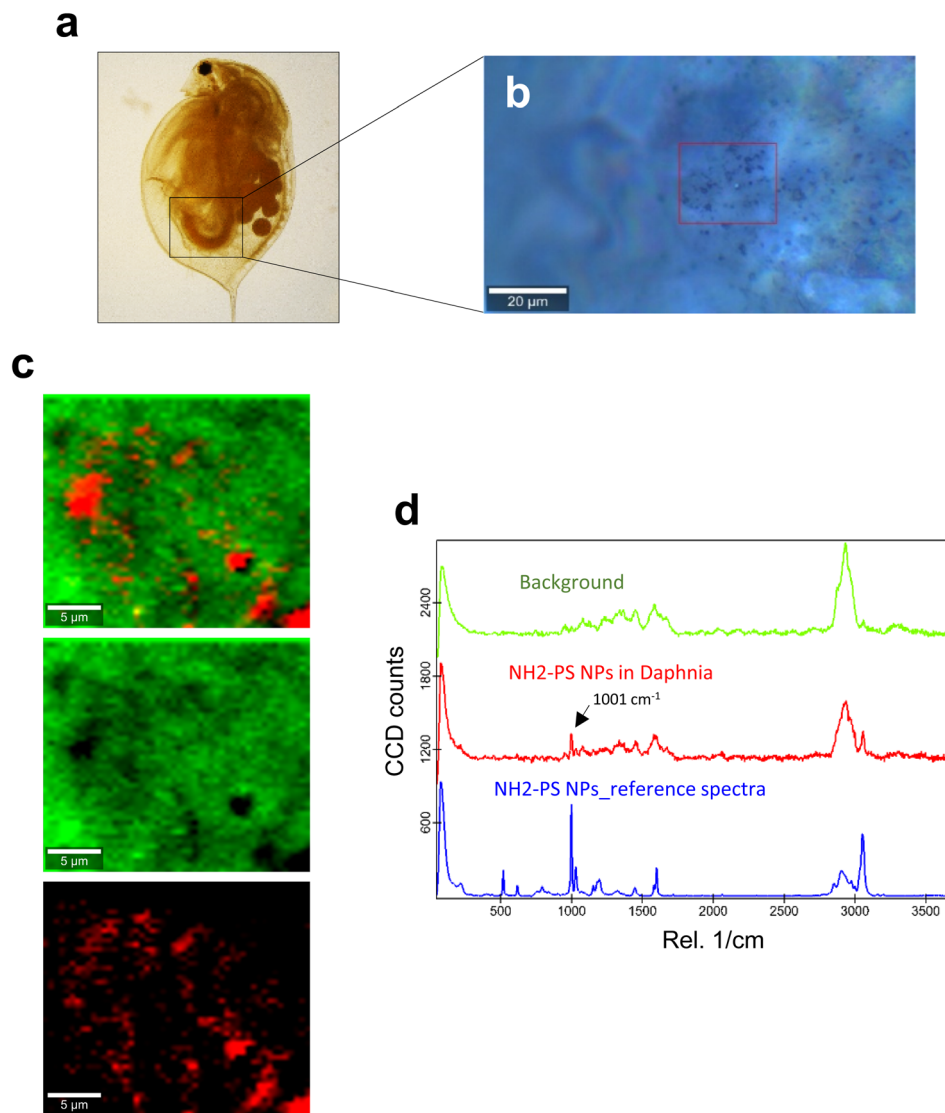 a
b
20 µm
c
5 µm
5 µm
5 µm
d
Background
NH2-PS NPs in Daphnia
1001 cm-1
NH2-PS NPs_reference spectra
CCD counts
2400
1800
1200
600
500 1000 1500 2000 2500 3000 3500
Rel. 1/cm